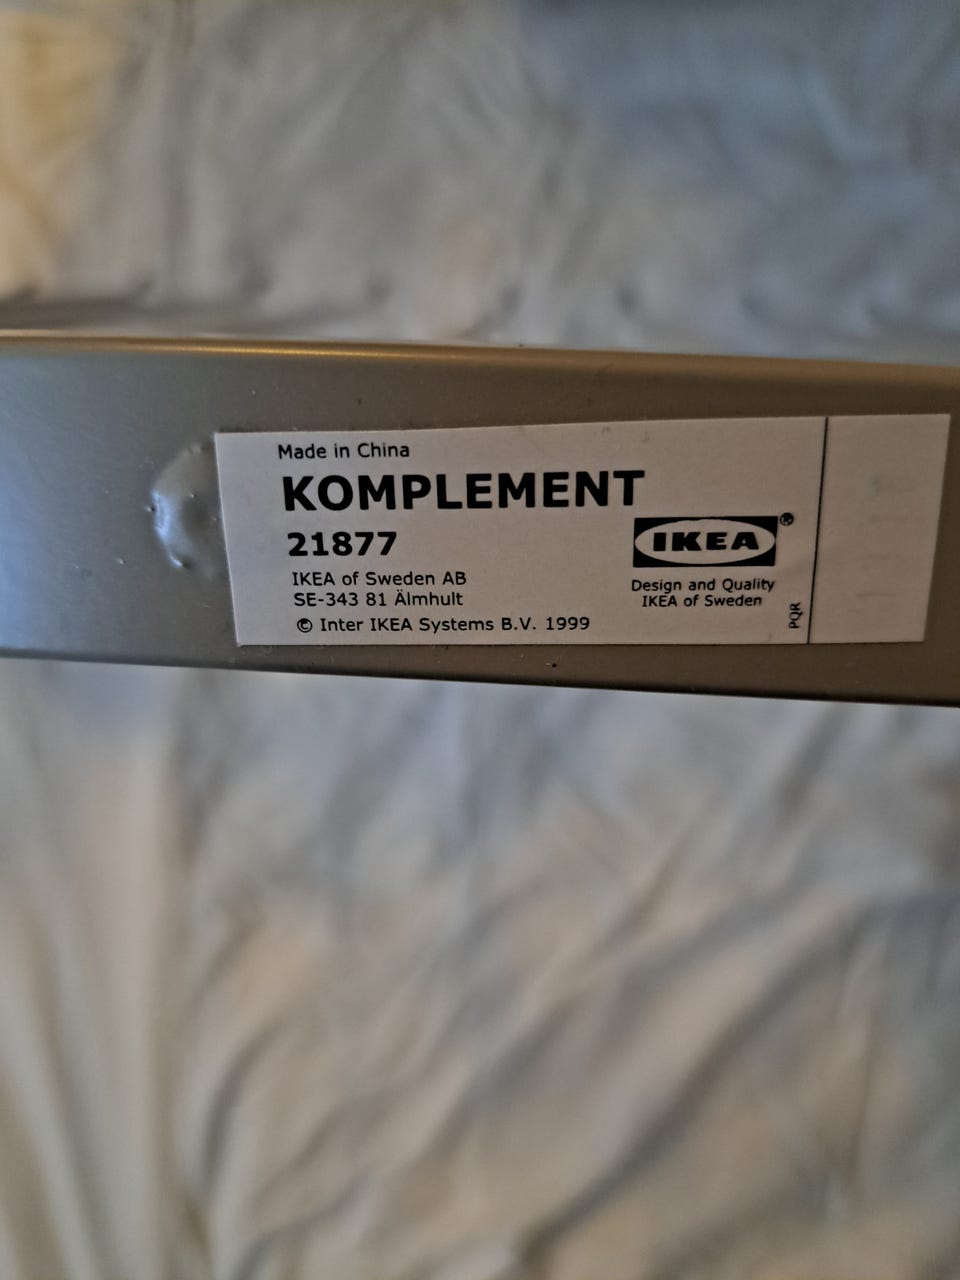 Made in China
KOMPLEMENT
21877
IKEA of Sweden AB
SE-343 81 Älmhult
© Inter IKEA Systems B.V. 1999
IKEA®
Design and Quality
IKEA of Sweden
PQR